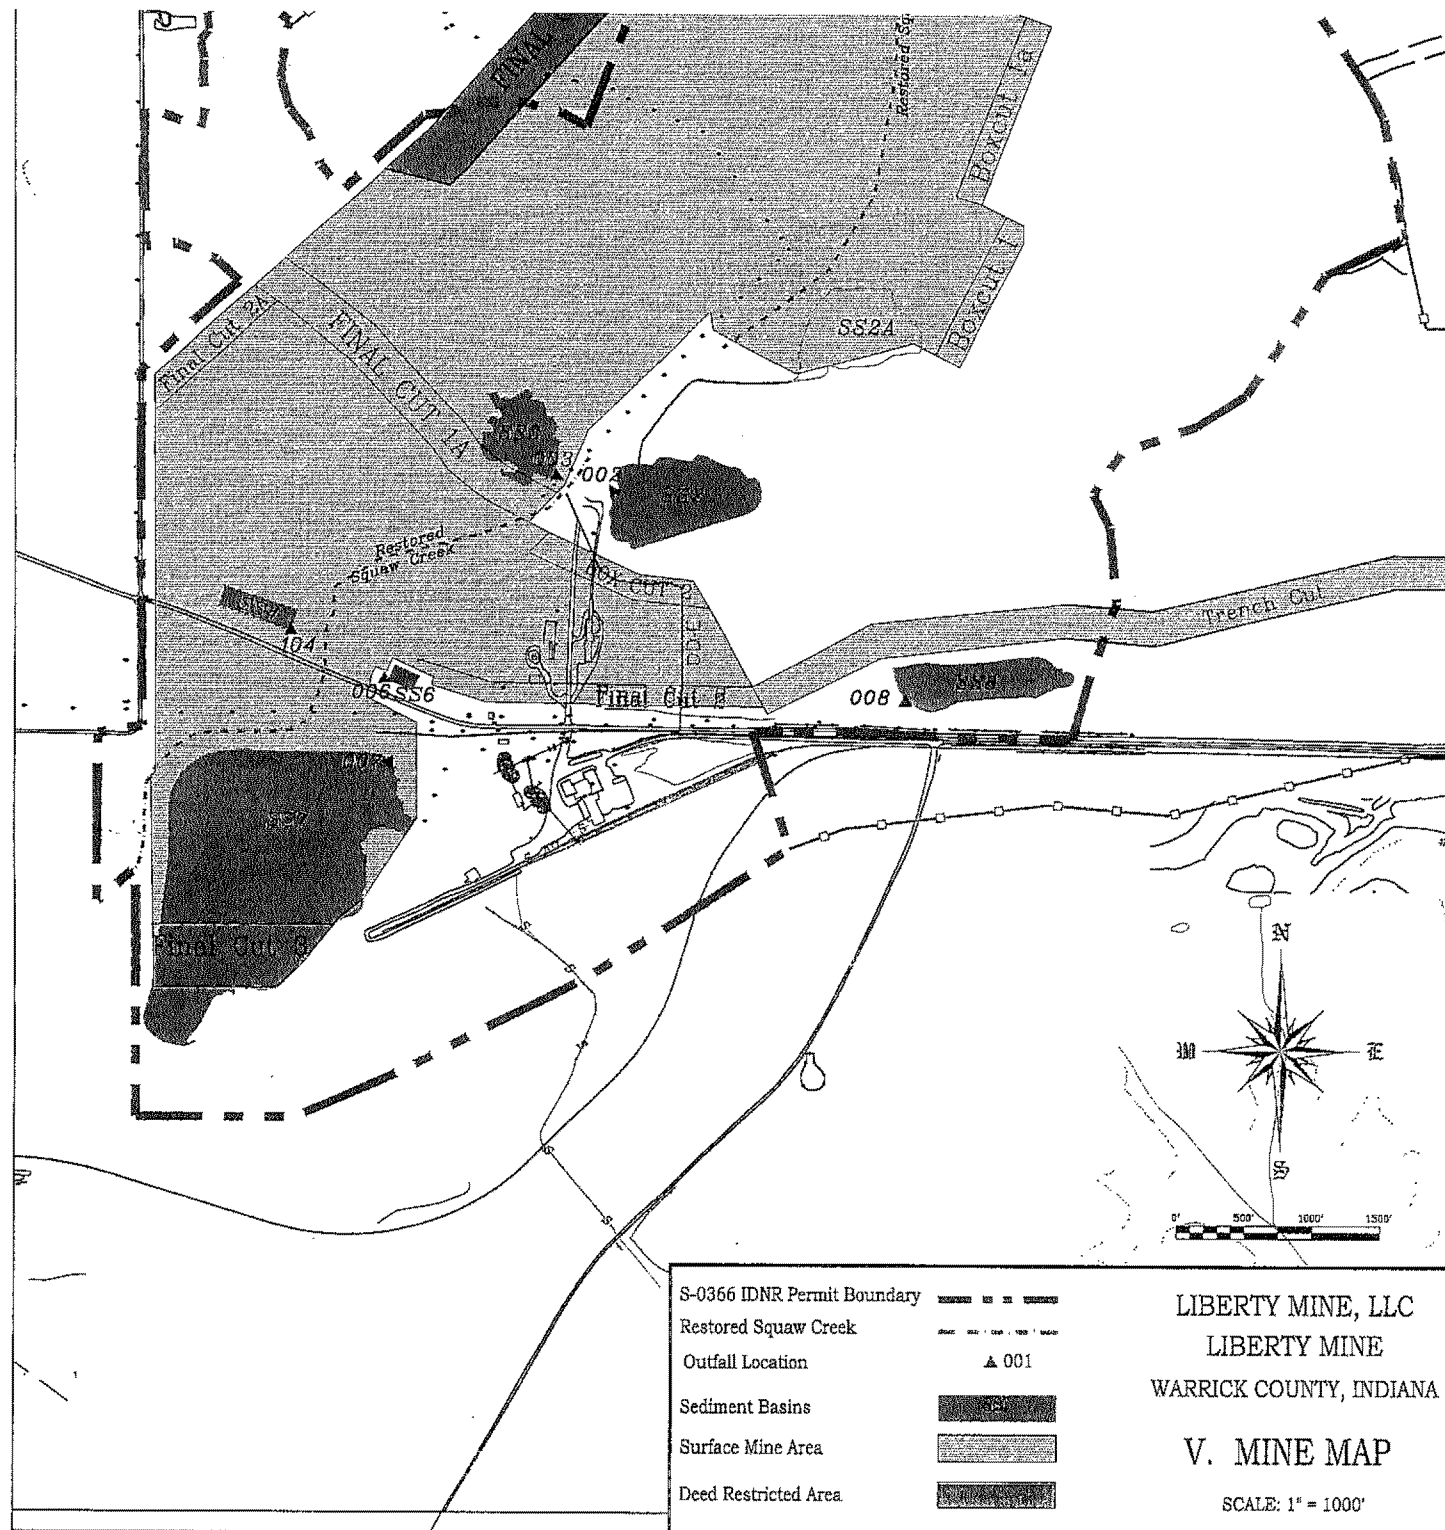 FINAL
Restored Sq
Boxcut 1a
Boxcut 1
SS2A
Final Cut 2A
FINAL CUT 1A
003
002
Restored
Squaw Creek
BOX CUT 2
Trench Cut
104
006
SS6
Final Cut 2
008
SS8
007
SS7
Final Cut 3
S
S
S
S
S
N
W
E
S
0'
500'
1000'
1500'
S-0366 IDNR Permit Boundary
Restored Squaw Creek
Outfall Location
001
Sediment Basins
Surface Mine Area
Deed Restricted Area
LIBERTY MINE, LLC
LIBERTY MINE
WARRICK COUNTY, INDIANA
V. MINE MAP
SCALE: 1" = 1000'